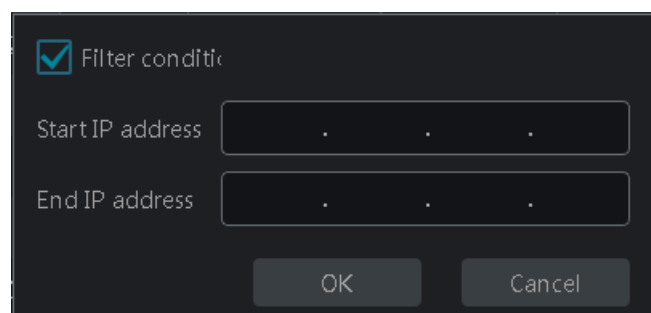 Filter conditi
Start IP address . . .
End IP address . . .
OK Cancel